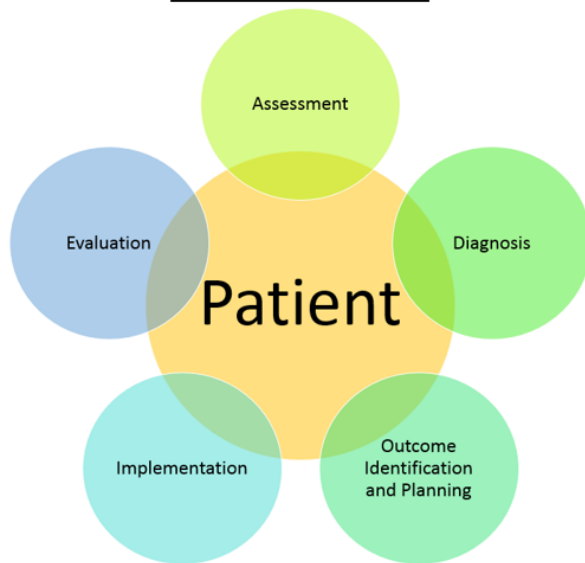 Assessment
Evaluation
Diagnosis
Patient
Implementation
Outcome
Identification
and Planning